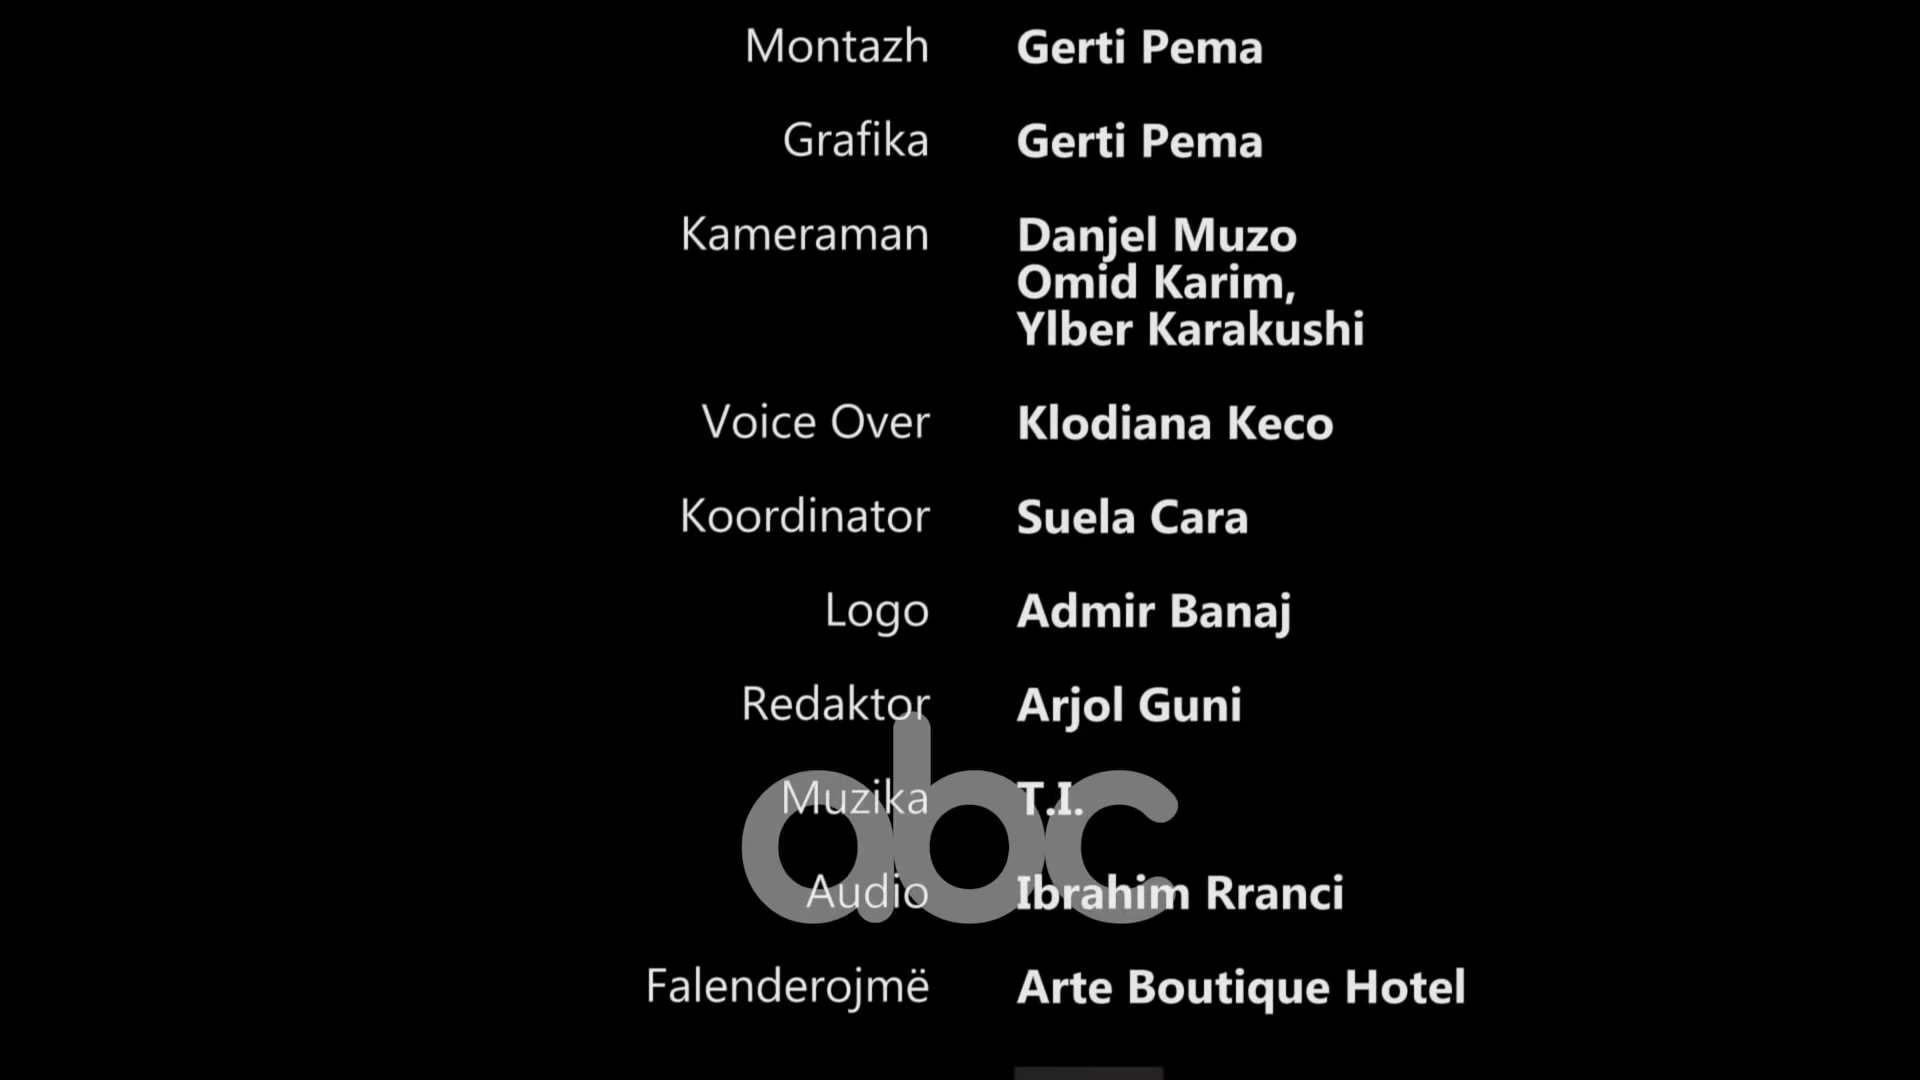 Montazh Gerti Pema
Grafika Gerti Pema
Kameraman Danjel Muzo
Omid Karim,
Ylber Karakushi
Voice Over Klodiana Keco
Koordinator Suela Cara
Logo Admir Banaj
Redaktor Arjol Guni
Muzika T.I.
abc
Audio Ibrahim Rranci
Falenderojmë Arte Boutique Hotel